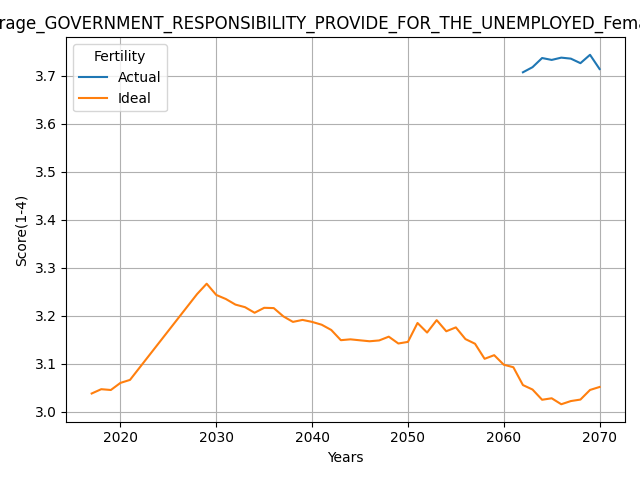 rage_GOVERNMENT_RESPONSIBILITY_PROVIDE_FOR_THE_UNEMPLOYED_Fema
Fertility
Actual
Ideal
3.7
3.6
3.5
3.4
3.3
3.2
3.1
3.0
Score(1-4)
2020 2030 2040 2050 2060 2070
Years